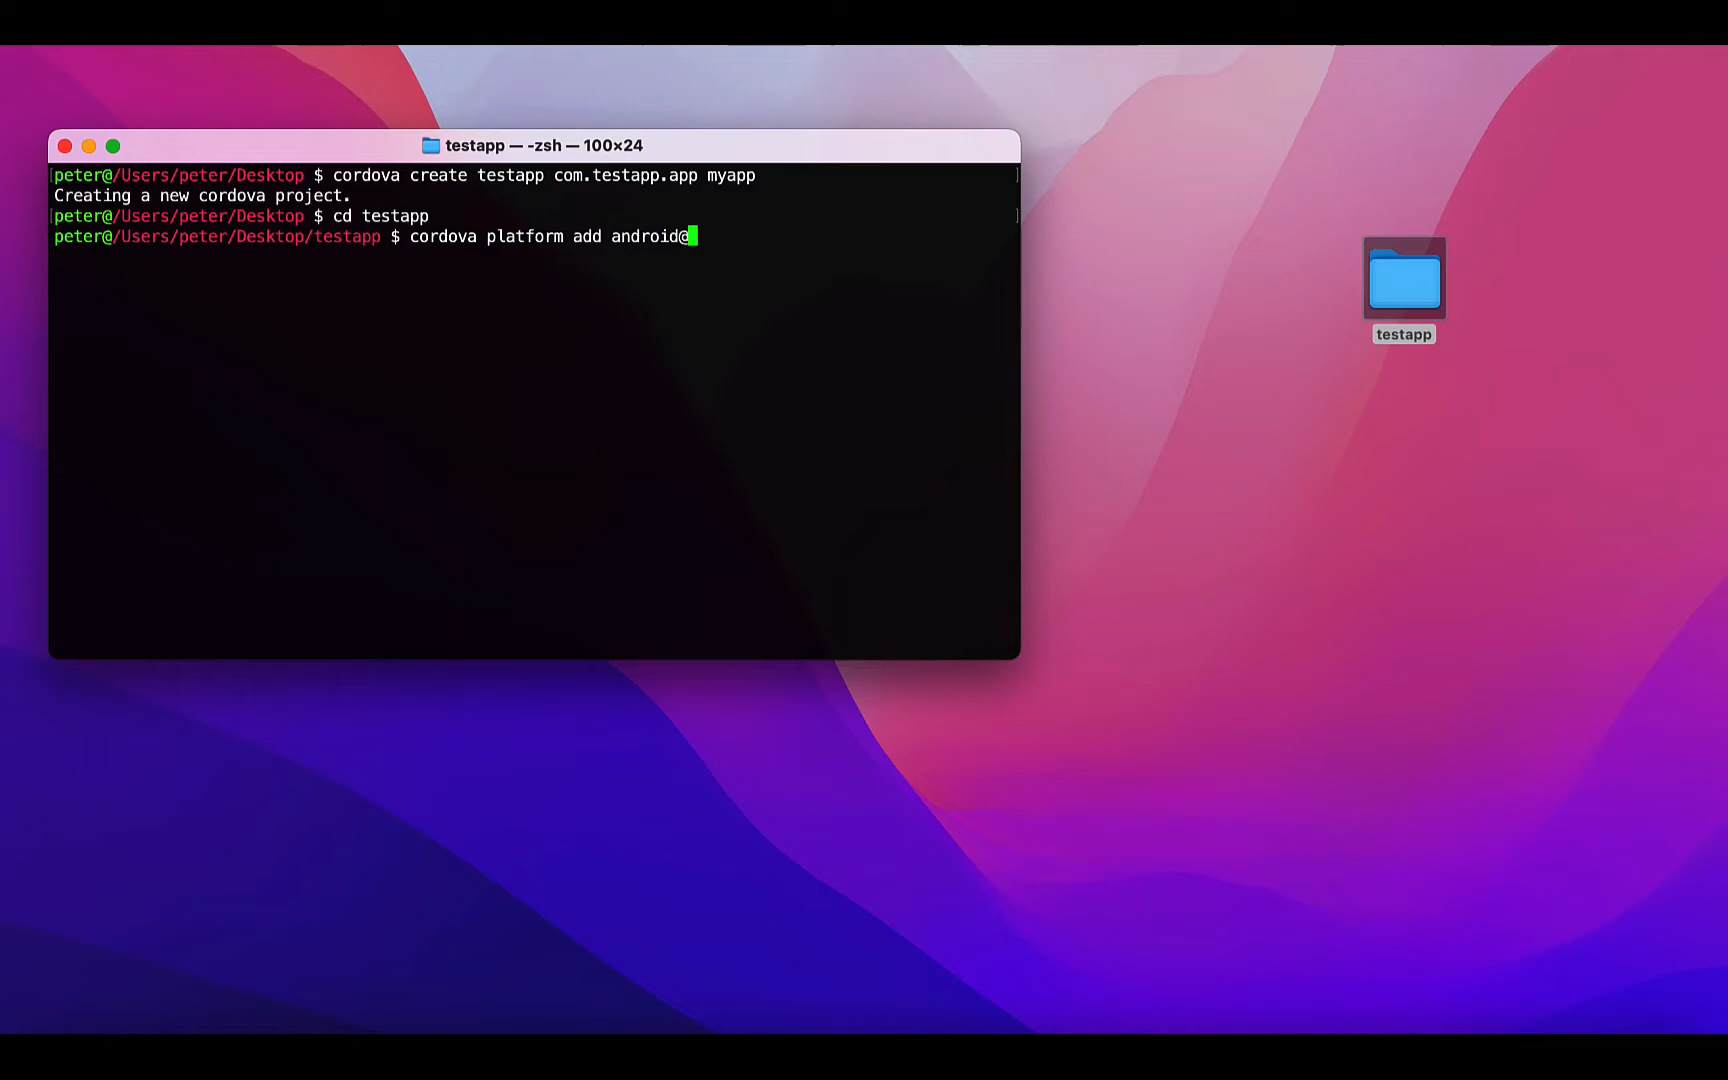 testapp — -zsh — 100×24
peter@/Users/peter/Desktop $ cordova create testapp com.testapp.app myapp
Creating a new cordova project.
peter@/Users/peter/Desktop $ cd testapp
peter@/Users/peter/Desktop/testapp $ cordova platform add android@
testapp